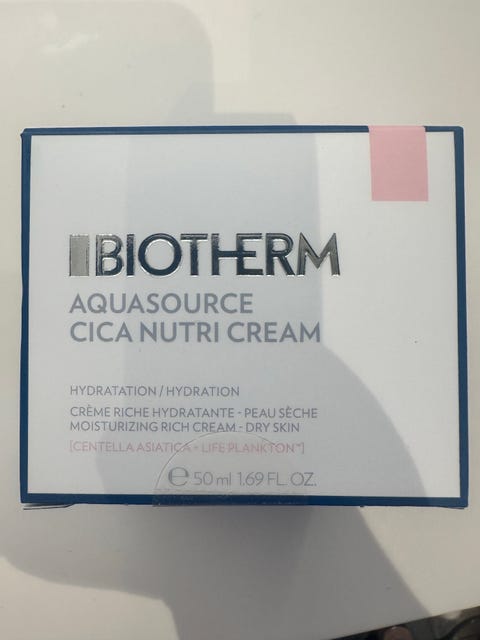 BIOTHERM
AQUASOURCE
CICA NUTRI CREAM
HYDRATATION / HYDRATION
CRÈME RICHE HYDRATANTE - PEAU SÈCHE
MOISTURIZING RICH CREAM - DRY SKIN
[CENTELLA ASIATICA + LIFE PLANKTON™]
℮ 50 ml 1.69 FL. OZ.